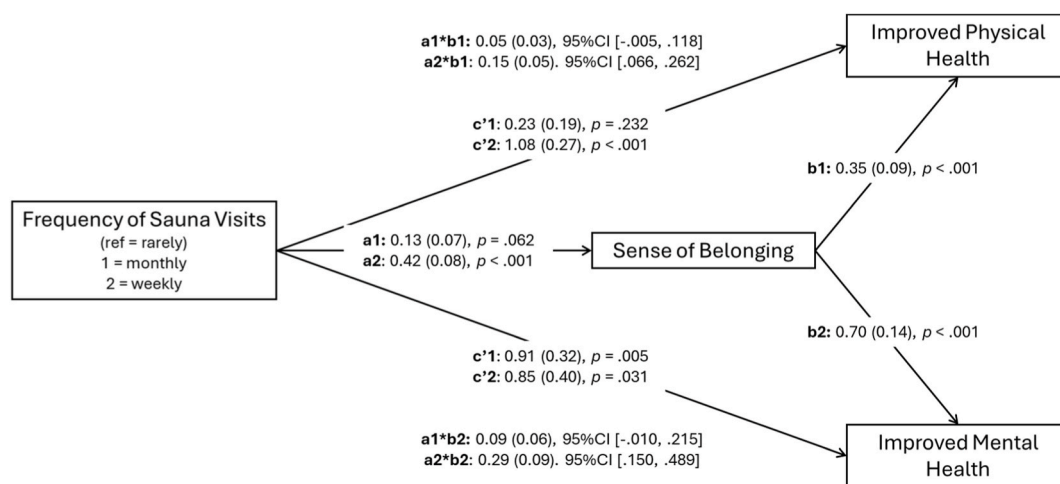 a1*b1: 0.05 (0.03), 95%CI [-.005, .118]
a2*b1: 0.15 (0.05). 95%CI [.066, .262]
Improved Physical
Health
c'1: 0.23 (0.19), p = .232
c'2: 1.08 (0.27), p < .001
b1: 0.35 (0.09), p < .001
Frequency of Sauna Visits
(ref = rarely)
1 = monthly
2 = weekly
a1: 0.13 (0.07), p = .062
a2: 0.42 (0.08), p < .001
Sense of Belonging
b2: 0.70 (0.14), p < .001
c'1: 0.91 (0.32), p = .005
c'2: 0.85 (0.40), p = .031
a1*b2: 0.09 (0.06), 95%CI [-.010, .215]
a2*b2: 0.29 (0.09). 95%CI [.150, .489]
Improved Mental
Health